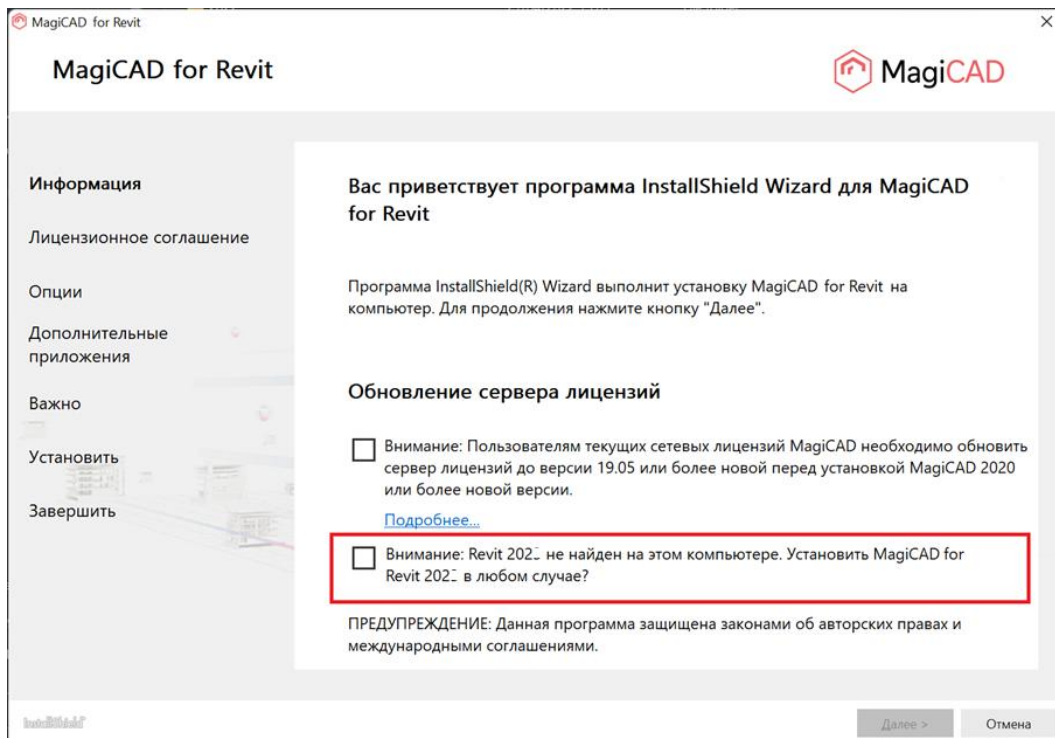 MagiCAD for Revit
MagiCAD for Revit
MagiCAD
Информация
Лицензионное соглашение
Опции
Дополнительные
приложения
Важно
Установить
Завершить
Вас приветствует программа InstallShield Wizard для MagiCAD
for Revit
Программа InstallShield(R) Wizard выполнит установку MagiCAD for Revit на
компьютер. Для продолжения нажмите кнопку "Далее".
Обновление сервера лицензий
Внимание: Пользователям текущих сетевых лицензий MagiCAD необходимо обновить
сервер лицензий до версии 19.05 или более новой перед установкой MagiCAD 2020
или более новой версии.
Подробнее...
Внимание: Revit не найден на этом компьютере. Установить MagiCAD for
Revit в любом случае?
ПРЕДУПРЕЖДЕНИЕ: Данная программа защищена законами об авторских правах и
международными соглашениями.
InstallShield
Далее >
Отмена